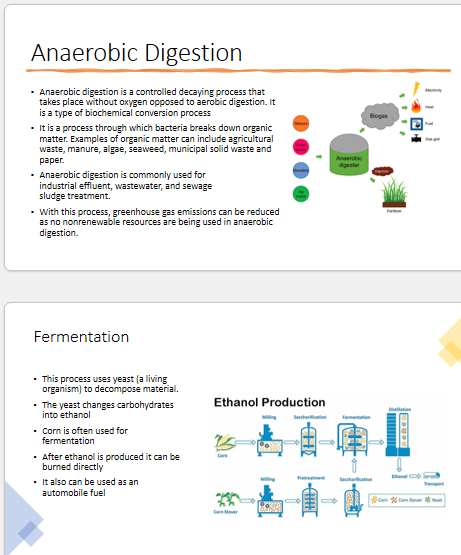 Anaerobic Digestion
• Anaerobic digestion is a controlled decaying process that
takes place without oxygen opposed to aerobic digestion. It
is a type of biochemical conversion process
• It is a process through which bacteria breaks down organic
matter. Examples of organic matter can include agricultural
waste, manure, algae, seaweed, municipal solid waste and
paper.
• Anaerobic digestion is commonly used for
industrial effluent, wastewater, and sewage
sludge treatment.
• With this process, greenhouse gas emissions can be reduced
as no nonrenewable resources are being used in anaerobic
digestion.
Biogas
Anaerobic
digester
Electricity
Heat
Fuel
Gas grid
Digestate
Fertilizer
Fermentation
• This process uses yeast (a living
organism) to decompose material.
• The yeast changes carbohydrates
into ethanol
• Corn is often used for
fermentation
• After ethanol is produced it can be
burned directly
• It also can be used as an
automobile fuel
Ethanol Production
Milling
Saccharification
Fermentation
Distillation
Corn
Milling
Pretreatment
Saccharification
Ethanol
Transport
Corn Stover
Corn
Corn Stover
Yeast